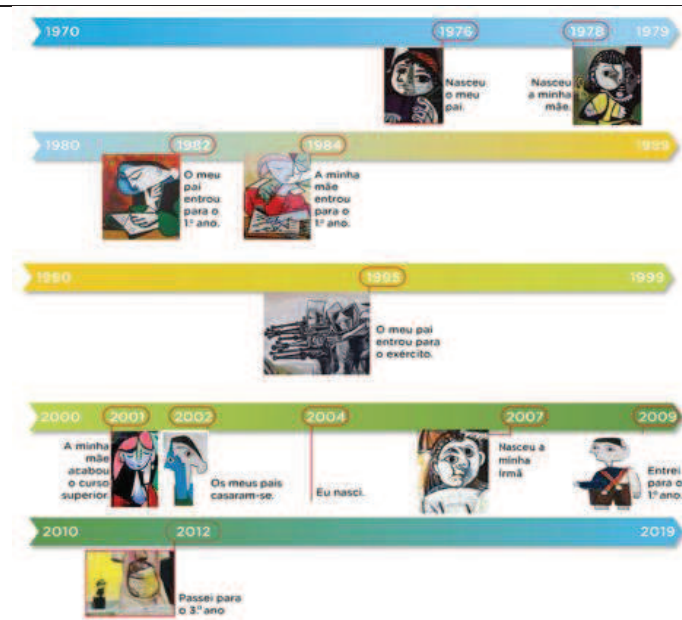 1970 1976 1978 1979
Nasceu
o meu
pai.
Nasceu
a minha
mãe.
1980 1982 1984 1989
O meu
pai
entrou
para o
1.º ano.
A minha
mãe
entrou
para o
1.º ano.
1990 1995 1999
O meu pai
entrou para
o exército.
2000 2001 2002 2004 2007 2009
A minha
mãe
acabou
o curso
superior.
Os meus pais
casaram-se.
Eu nasci.
Nasceu a
minha
irmã
Entrei
para o
1.º ano.
2010 2012 2019
Passei para
o 3.º ano